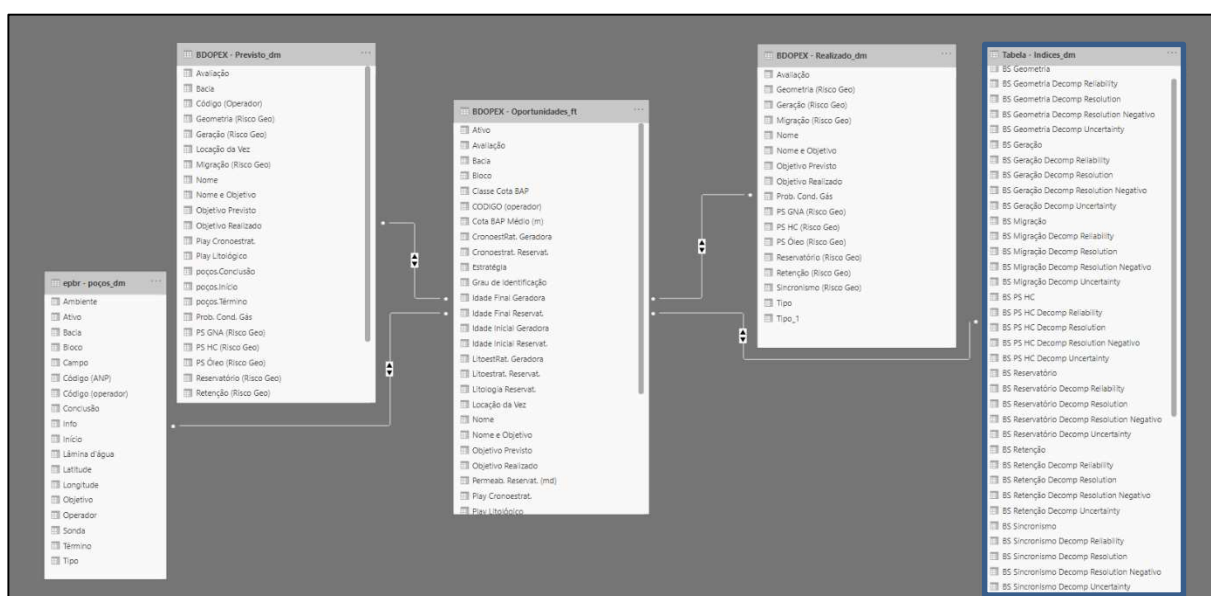 BDOPEX - Previsto_dm
Avaliação
Bacia
Código (Operador)
Geometria (Risco Geo)
Geração (Risco Geo)
Locação da Vez
Migração (Risco Geo)
Nome
Nome e Objetivo
Objetivo Previsto
Objetivo Realizado
Play Cronoestrat.
Play Litológico
poços.Conclusão
poços.Início
poços.Término
Prob. Cond. Gás
PS GNA (Risco Geo)
PS HC (Risco Geo)
PS Óleo (Risco Geo)
Reservatório (Risco Geo)
Retenção (Risco Geo)
epbr - poços_dm
Ambiente
Ativo
Bacia
Bloco
Campo
Código (ANP)
Código (operador)
Conclusão
Info
Início
Lâmina d'água
Latitude
Longitude
Objetivo
Operador
Sonda
Término
Tipo
BDOPEX - Oportunidades_ft
Ativo
Avaliação
Bacia
Bloco
Classe Cota BAP
CODIGO (operador)
Cota BAP Médio (m)
CronoestRat. Geradora
Cronoestrat. Reservat.
Estratégia
Grau de Identificação
Idade Final Geradora
Idade Final Reservat.
Idade Inicial Geradora
Idade Inicial Reservat.
LitoestRat. Geradora
Litoestrat. Reservat.
Litologia Reservat.
Locação da Vez
Nome
Nome e Objetivo
Objetivo Previsto
Objetivo Realizado
Permeab. Reservat. (md)
Play Cronoestrat.
Play Litológico
BDOPEX - Realizado_dm
Avaliação
Geometria (Risco Geo)
Geração (Risco Geo)
Migração (Risco Geo)
Nome
Nome e Objetivo
Objetivo Previsto
Objetivo Realizado
Prob. Cond. Gás
PS GNA (Risco Geo)
PS HC (Risco Geo)
PS Óleo (Risco Geo)
Reservatório (Risco Geo)
Retenção (Risco Geo)
Sincronismo (Risco Geo)
Tipo
Tipo_1
Tabela - Indices_dm
BS Geometria
BS Geometria Decomp Reliability
BS Geometria Decomp Resolution
BS Geometria Decomp Resolution Negativo
BS Geometria Decomp Uncertainty
BS Geração
BS Geração Decomp Reliability
BS Geração Decomp Resolution
BS Geração Decomp Resolution Negativo
BS Geração Decomp Uncertainty
BS Migração
BS Migração Decomp Reliability
BS Migração Decomp Resolution
BS Migração Decomp Resolution Negativo
BS Migração Decomp Uncertainty
BS PS HC
BS PS HC Decomp Reliability
BS PS HC Decomp Resolution
BS PS HC Decomp Resolution Negativo
BS PS HC Decomp Uncertainty
BS Reservatório
BS Reservatório Decomp Reliability
BS Reservatório Decomp Resolution
BS Reservatório Decomp Resolution Negativo
BS Reservatório Decomp Uncertainty
BS Retenção
BS Retenção Decomp Reliability
BS Retenção Decomp Resolution
BS Retenção Decomp Resolution Negativo
BS Retenção Decomp Uncertainty
BS Sincronismo
BS Sincronismo Decomp Reliability
BS Sincronismo Decomp Resolution
BS Sincronismo Decomp Resolution Negativo
BS Sincronismo Decomp Uncertainty